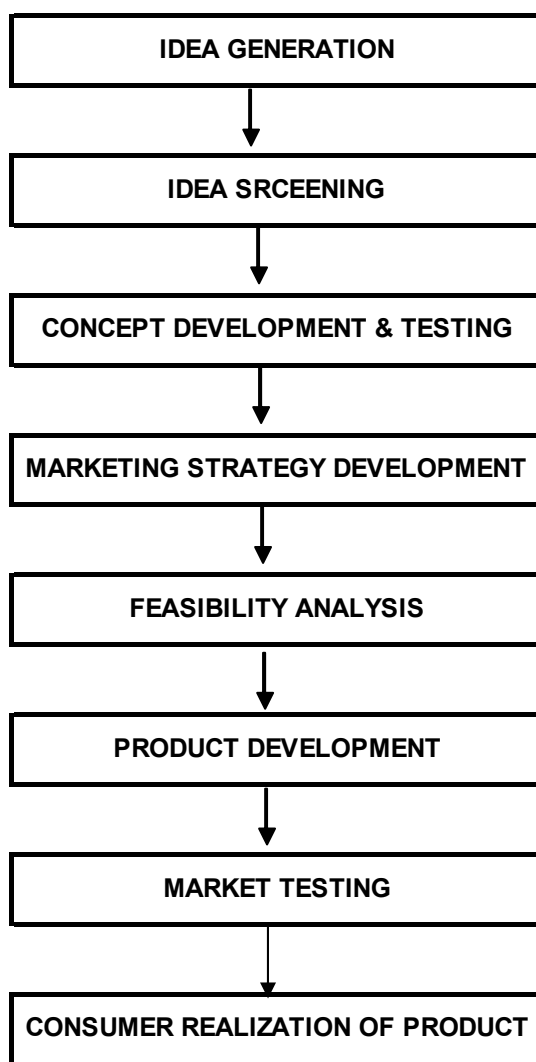 IDEA GENERATION
IDEA SRCEENING
CONCEPT DEVELOPMENT & TESTING
MARKETING STRATEGY DEVELOPMENT
FEASIBILITY ANALYSIS
PRODUCT DEVELOPMENT
MARKET TESTING
CONSUMER REALIZATION OF PRODUCT